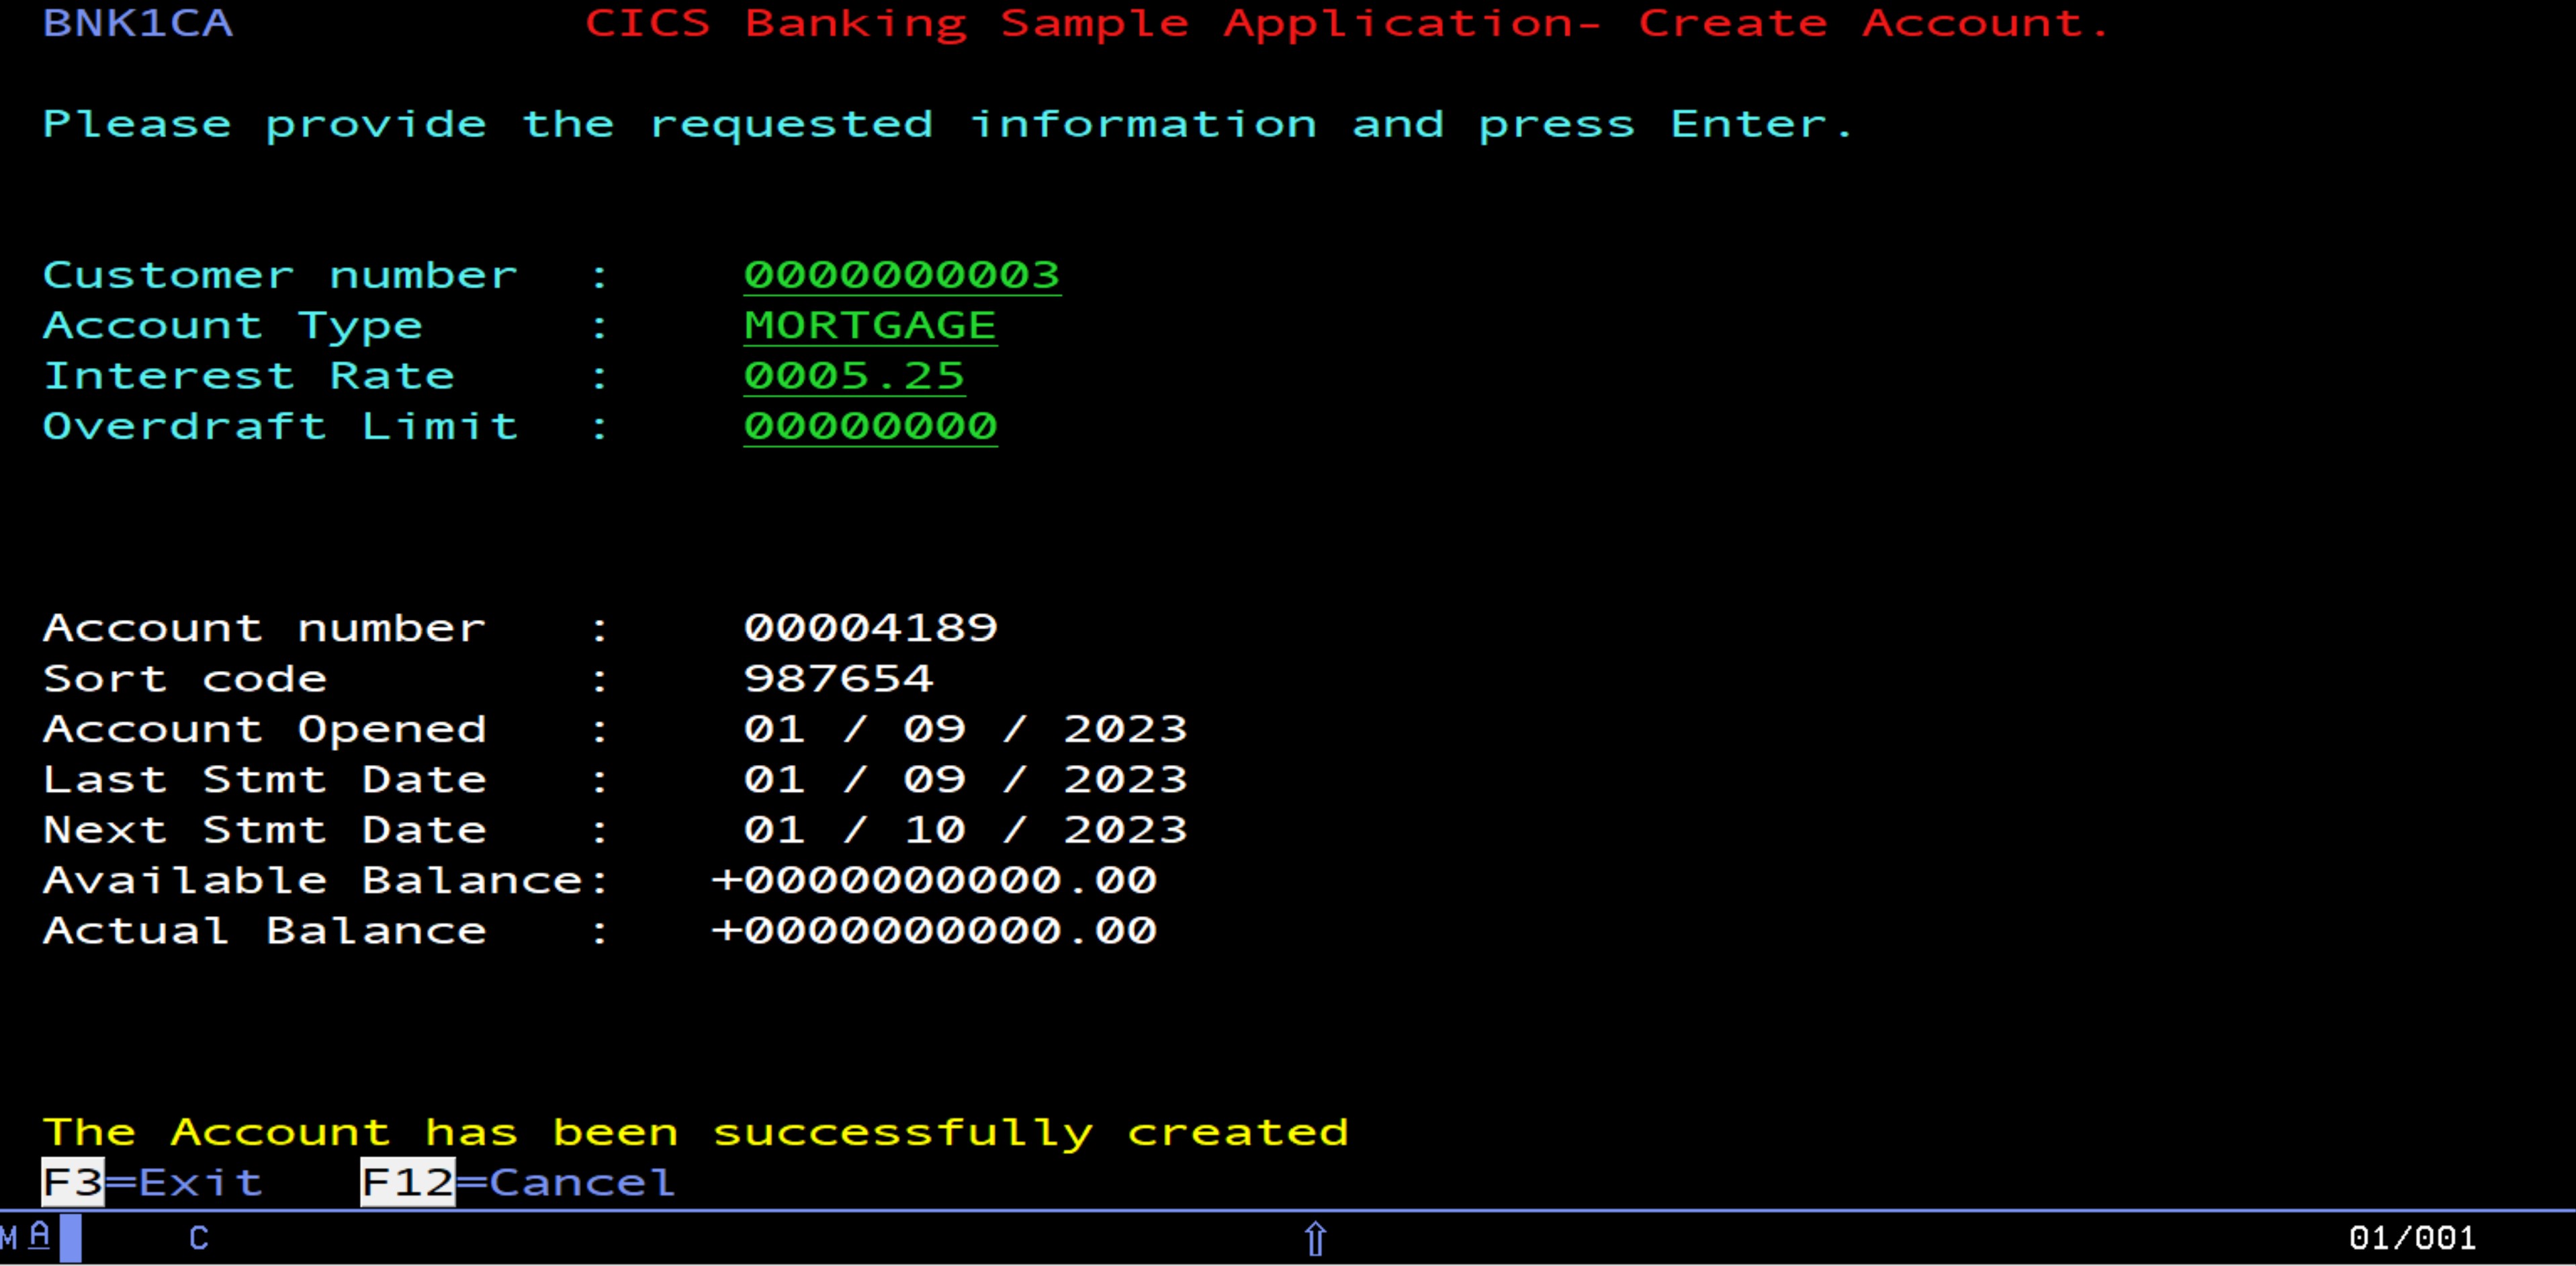 BNK1CA CICS Banking Sample Application- Create Account.
Please provide the requested information and press Enter.
Customer number : 0000000003
Account Type : MORTGAGE
Interest Rate : 0005.25
Overdraft Limit : 00000000
Account number : 00004189
Sort code : 987654
Account Opened : 01 / 09 / 2023
Last Stmt Date : 01 / 09 / 2023
Next Stmt Date : 01 / 10 / 2023
Available Balance: +0000000000.00
Actual Balance : +0000000000.00
The Account has been successfully created
F3=Exit F12=Cancel
M A C ⇧ 01/001